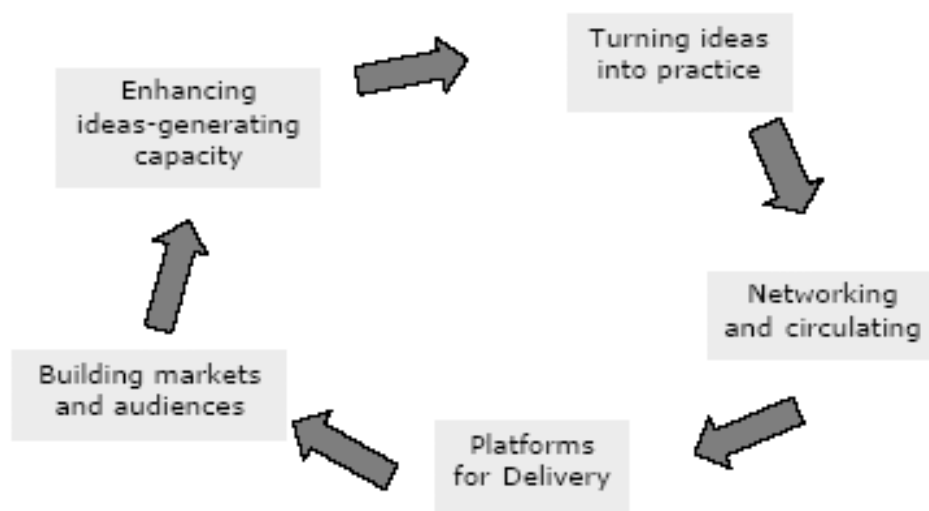 Enhancing
ideas-generating
capacity
Turning ideas
into practice
Networking
and circulating
Platforms
for Delivery
Building markets
and audiences